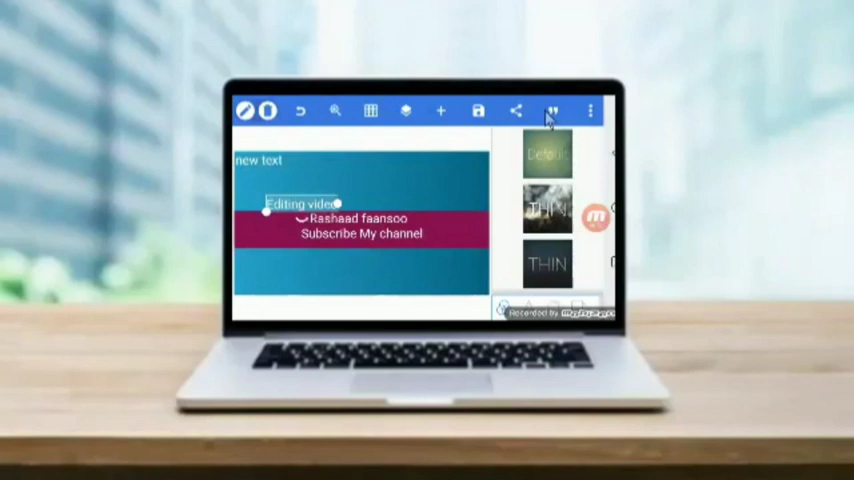 new text
Editing video
Rashaad faansoo
Subscribe My channel
Default
THIN
THIN
Recorded by